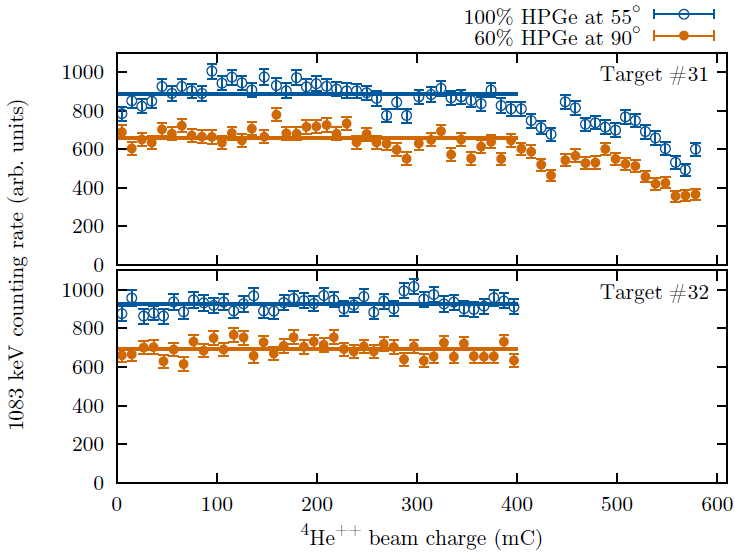 100% HPGe at 55°
60% HPGe at 90°
1083 keV counting rate (arb. units)
Target #31
1000
800
600
400
200
0
Target #32
1000
800
600
400
200
0
0 100 200 300 400 500 600
⁴He⁺⁺ beam charge (mC)